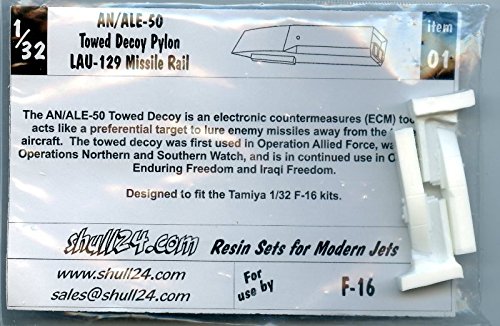 1/32
AN/ALE-50
Towed Decoy Pylon
LAU-129 Missile Rail
item
01
The AN/ALE-50 Towed Decoy is an electronic countermeasures (ECM)
acts like a preferential target to lure enemy missiles away from the
aircraft. The towed decoy was first used in Operation Allied Force,
Operations Northern and Southern Watch, and is in continued use in
Enduring Freedom and Iraqi Freedom.
Designed to fit the Tamiya 1/32 F-16 kits.
shull24.com Resin Sets for Modern Jets
www.shull24.com
sales@shull24.com
For
use by
F-16